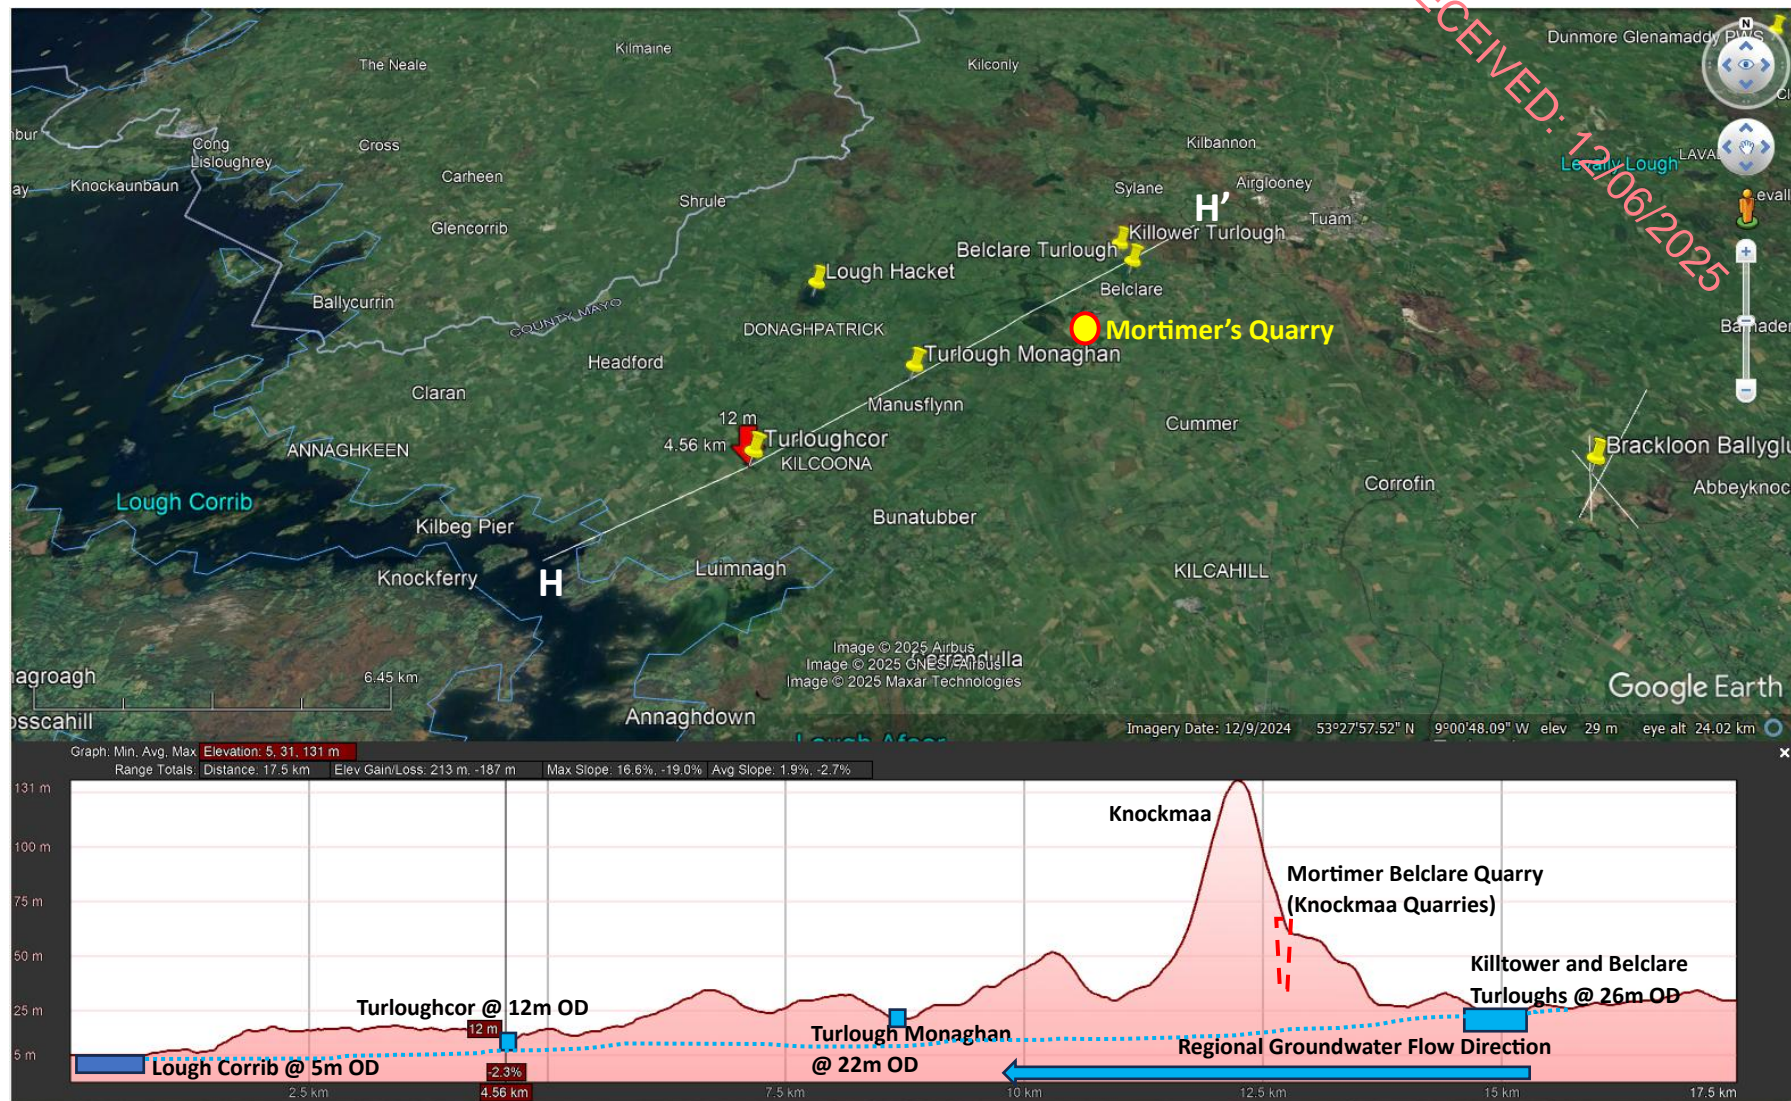 RECEIVED: 12/06/2025
Dunmore Glenamaddy PWS
Kilmaine
The Neale
Kilconly
Cong
Lisloughrey
Cross
Kilbannon
Levally Lough
Knockaunbaun
Carheen
Sylane
Airglooney
Shrule
H'
Tuam
Glencorrib
Killower Turlough
Belclare Turlough
Lough Hacket
Belclare
Ballycurrin
COUNTY MAYO
DONAGHPATRICK
Mortimer's Quarry
Headford
Turlough Monaghan
Claran
Manusflynn
12 m
Cummer
4.56 km
Turloughcor
ANNAGHKEEN
KILCOONA
Brackloon Ballyglu
Corrofin
Abbeyknoc
Lough Corrib
Kilbeg Pier
Bunatubber
Luimnagh
KILCAHILL
Knockferry
H
Image © 2025 Airbus
Image © 2025 CNES / Airbus
Image © 2025 Maxar Technologies
agroagh
6.45 km
Google Earth
osscahill
Annaghdown
Imagery Date: 12/9/2024 53°27'57.52" N 9°00'48.09" W elev 29 m eye alt 24.02 km
Graph: Min, Avg, Max Elevation: 5, 31, 131 m
Range Totals: Distance: 17.5 km Elev Gain/Loss: 213 m, -187 m Max Slope: 16.6%, -19.0% Avg Slope: 1.9%, -2.7%
131 m
Knockmaa
100 m
Mortimer Belclare Quarry
75 m
(Knockmaa Quarries)
50 m
Killtower and Belclare
Turloughs @ 26m OD
25 m
Turloughcor @ 12m OD
12 m
Turlough Monaghan
@ 22m OD
Regional Groundwater Flow Direction
5 m
Lough Corrib @ 5m OD
-2.3%
2.5 km
4.56 km
7.5 km
10 km
12.5 km
15 km
17.5 km